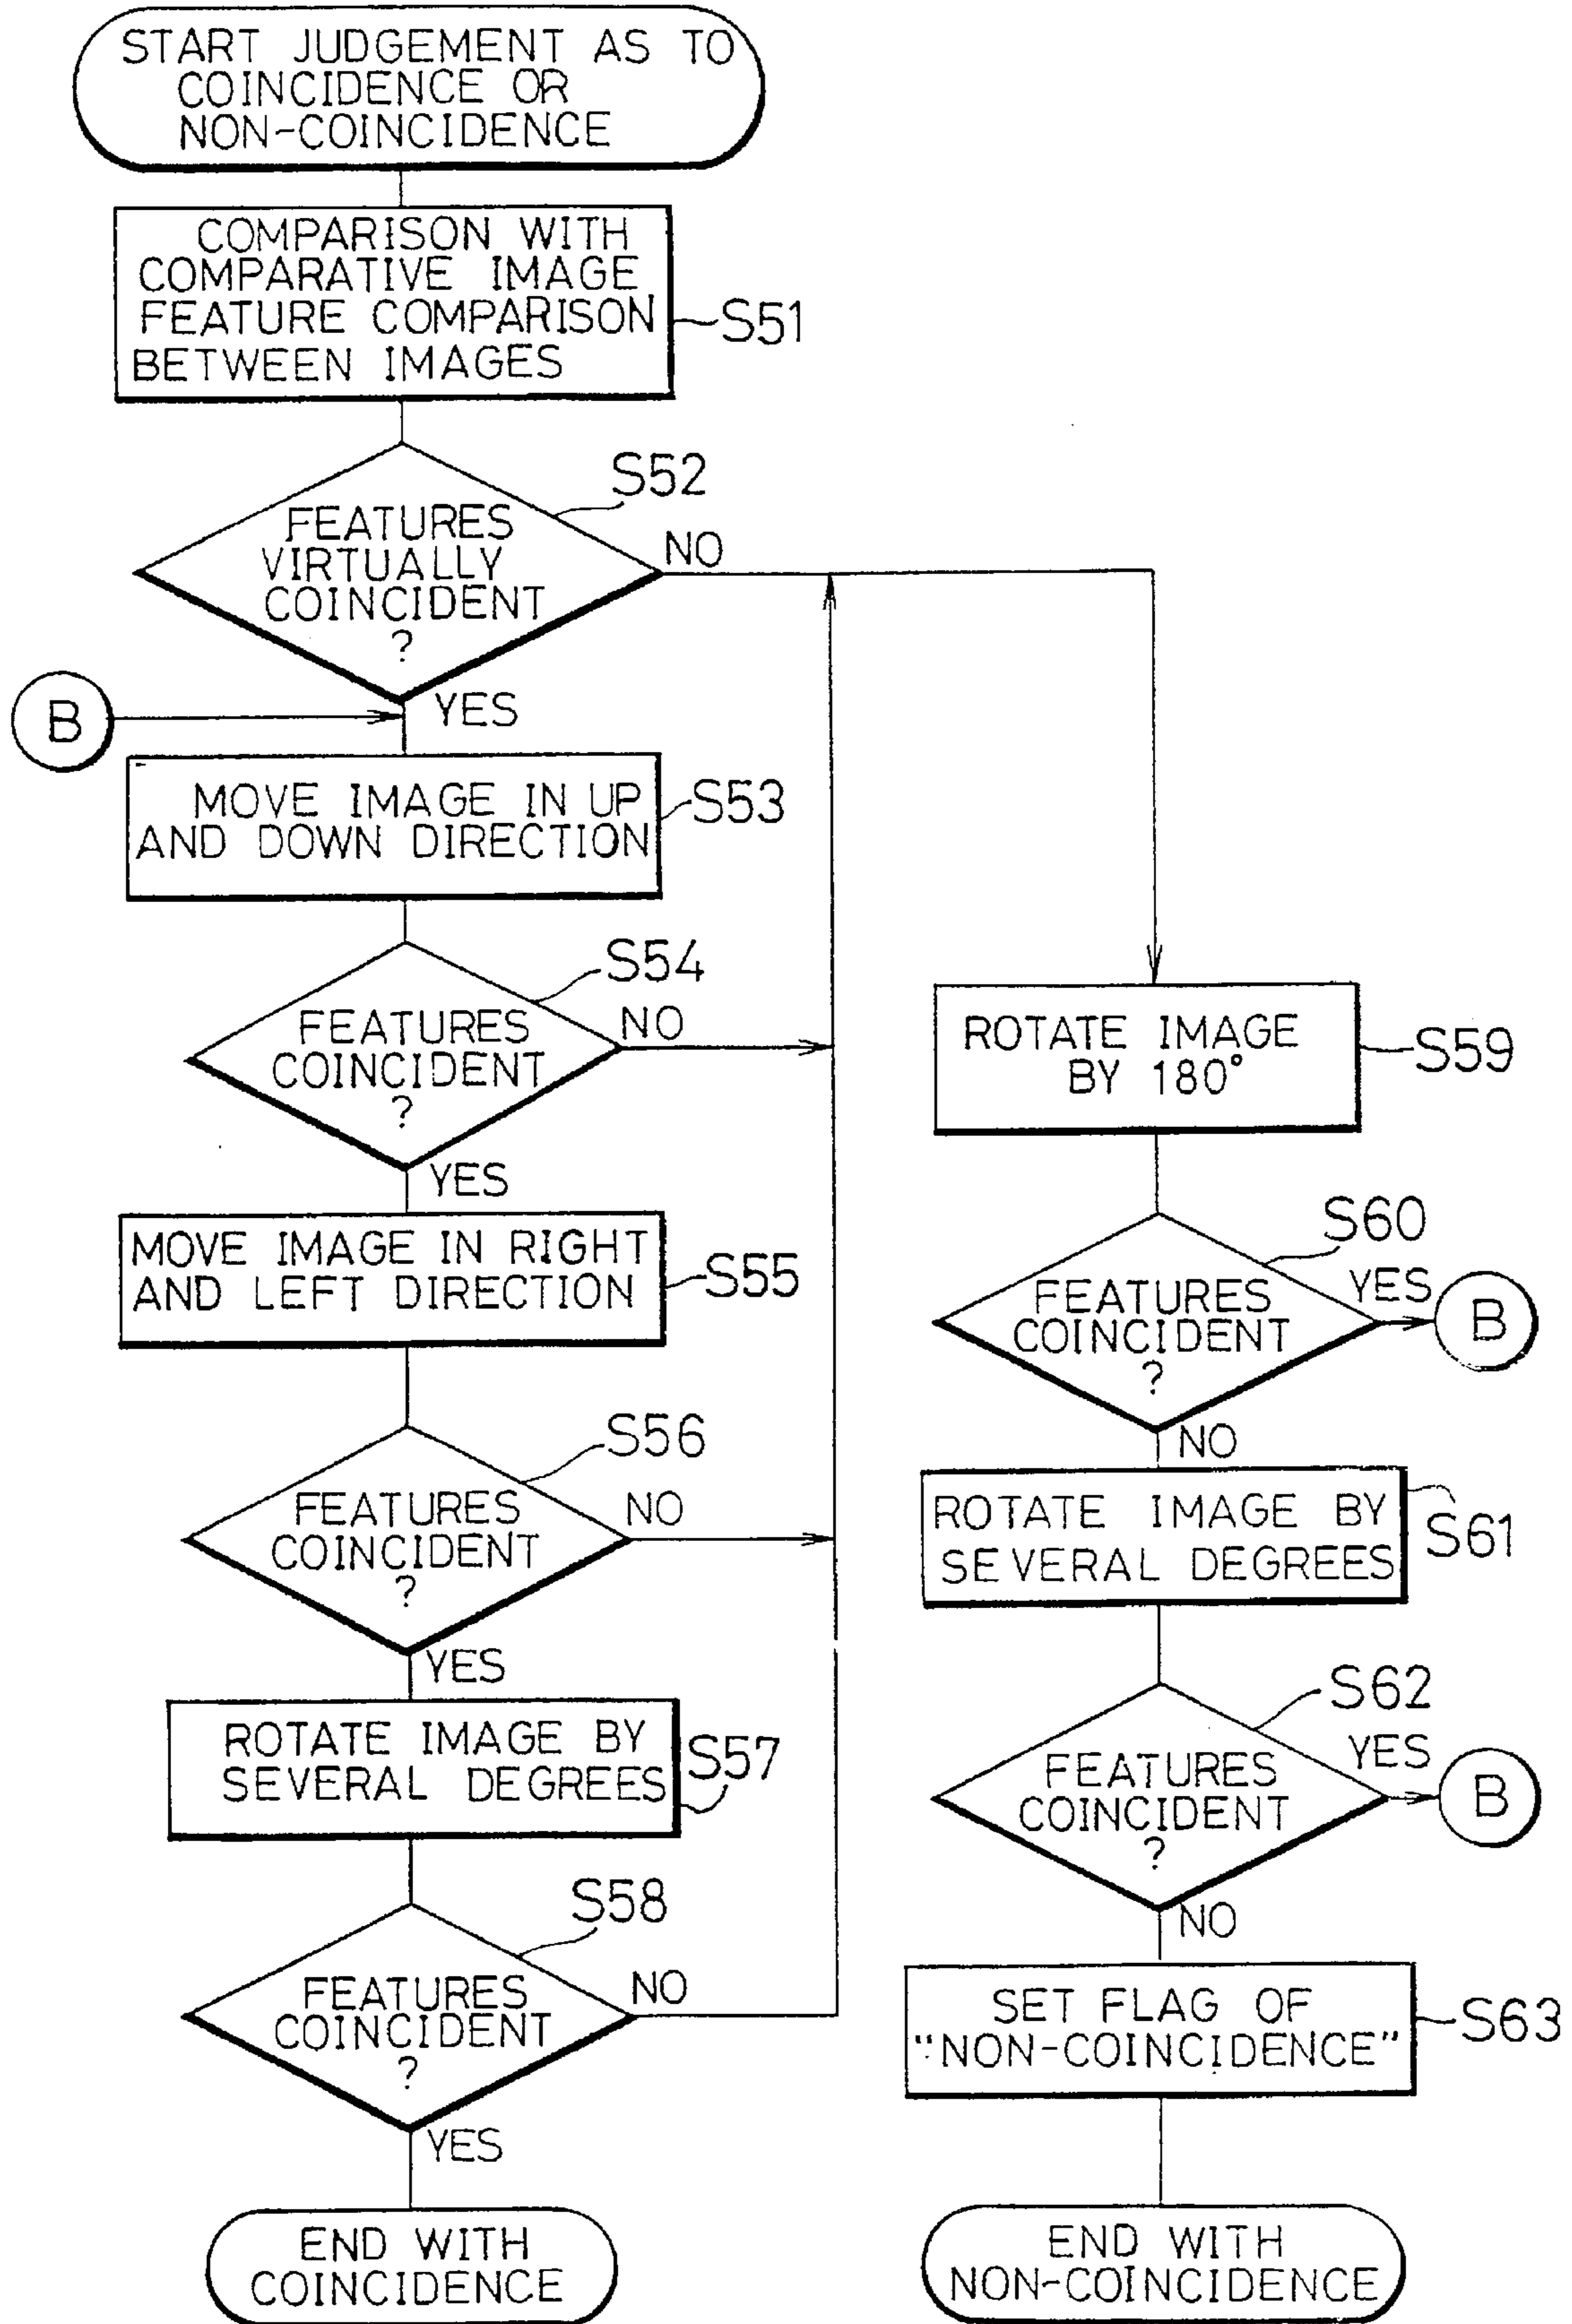 START JUDGEMENT AS TO
COINCIDENCE OR
NON-COINCIDENCE
COMPARISON WITH
COMPARATIVE IMAGE
FEATURE COMPARISON
BETWEEN IMAGES
S51
S52
FEATURES
VIRTUALLY
COINCIDENT
?
NO
YES
B
MOVE IMAGE IN UP
AND DOWN DIRECTION
S53
S54
FEATURES
COINCIDENT
?
NO
YES
MOVE IMAGE IN RIGHT
AND LEFT DIRECTION
S55
S56
FEATURES
COINCIDENT
?
NO
YES
ROTATE IMAGE BY
SEVERAL DEGREES
S57
S58
FEATURES
COINCIDENT
?
NO
YES
END WITH
COINCIDENCE
ROTATE IMAGE
BY 180°
S59
S60
FEATURES
COINCIDENT
?
YES
B
NO
ROTATE IMAGE BY
SEVERAL DEGREES
S61
S62
FEATURES
COINCIDENT
?
YES
B
NO
SET FLAG OF
"NON-COINCIDENCE"
S63
END WITH
NON-COINCIDENCE